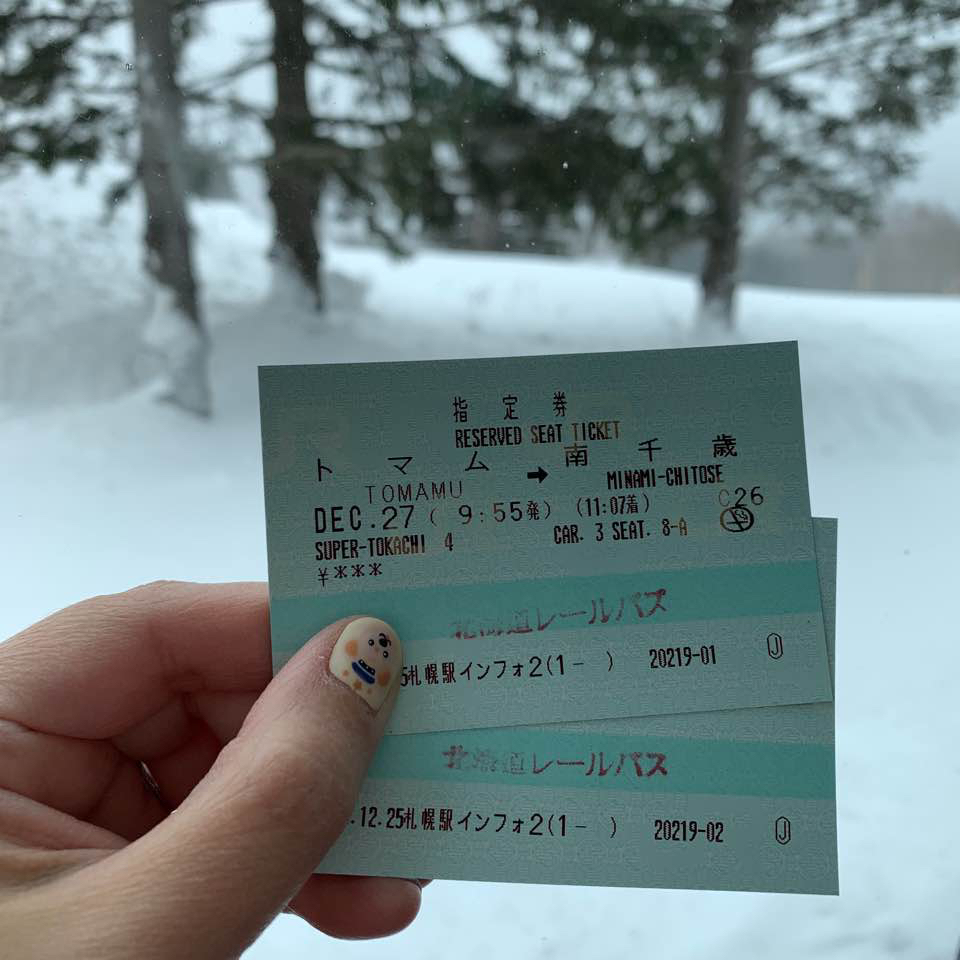 指定券
RESERVED SEAT TICKET
トマム → 南千歳
TOMAMU MINAMI-CHITOSE
DEC.27 ( 9:55発) (11:07着) C26
SUPER-TOKACHI 4 CAR. 3 SEAT. 8-A
¥***
北海道レールパス
5札幌駅インフォ2(1- ) 20219-01 Ⓙ
北海道レールパス
.12.25札幌駅インフォ2(1- ) 20219-02 Ⓙ